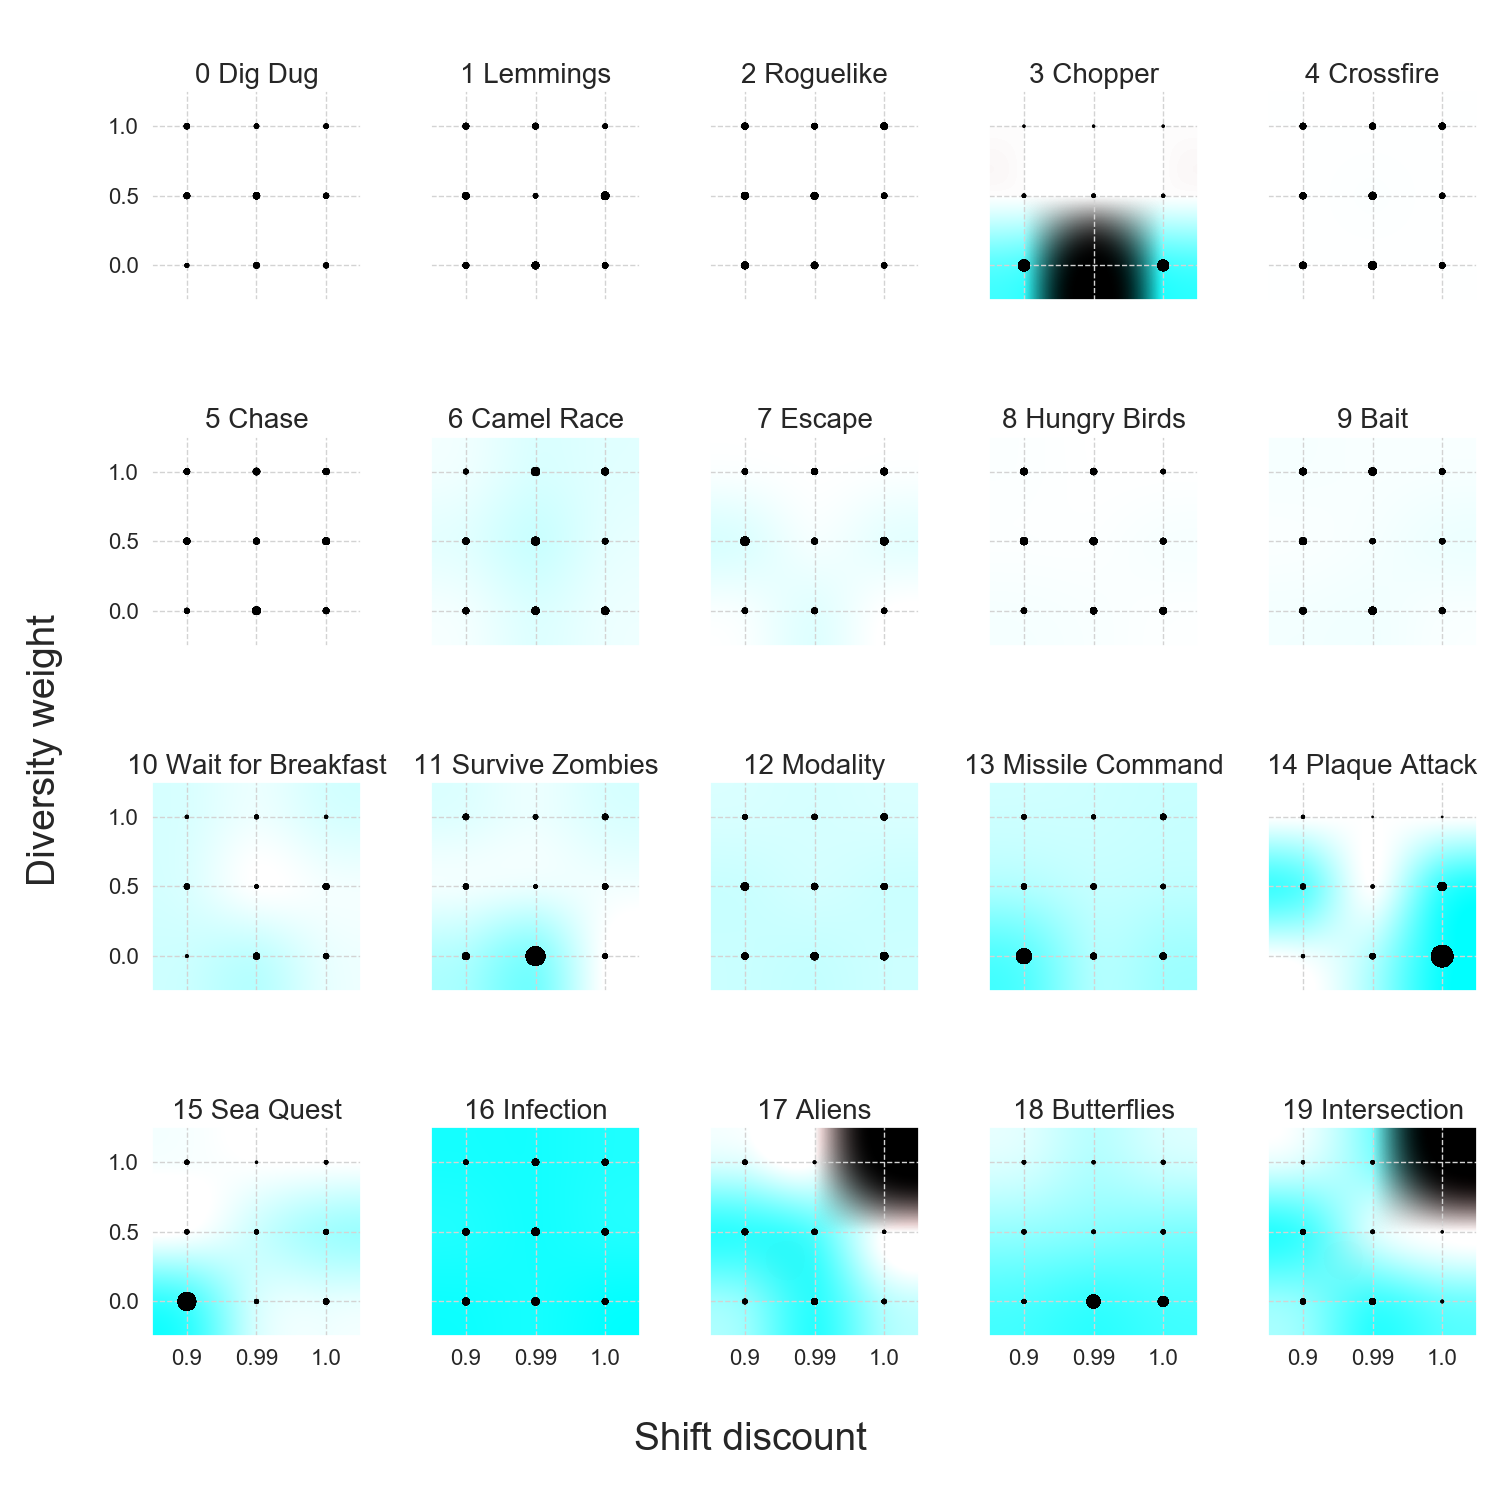 0 Dig Dug
1 Lemmings
2 Roguelike
3 Chopper
4 Crossfire
1.0
0.5
0.0
5 Chase
6 Camel Race
7 Escape
8 Hungry Birds
9 Bait
1.0
0.5
0.0
Diversity weight
10 Wait for Breakfast
11 Survive Zombies
12 Modality
13 Missile Command
14 Plaque Attack
1.0
0.5
0.0
15 Sea Quest
16 Infection
17 Aliens
18 Butterflies
19 Intersection
1.0
0.5
0.0
0.9 0.99 1.0
0.9 0.99 1.0
0.9 0.99 1.0
0.9 0.99 1.0
0.9 0.99 1.0
Shift discount